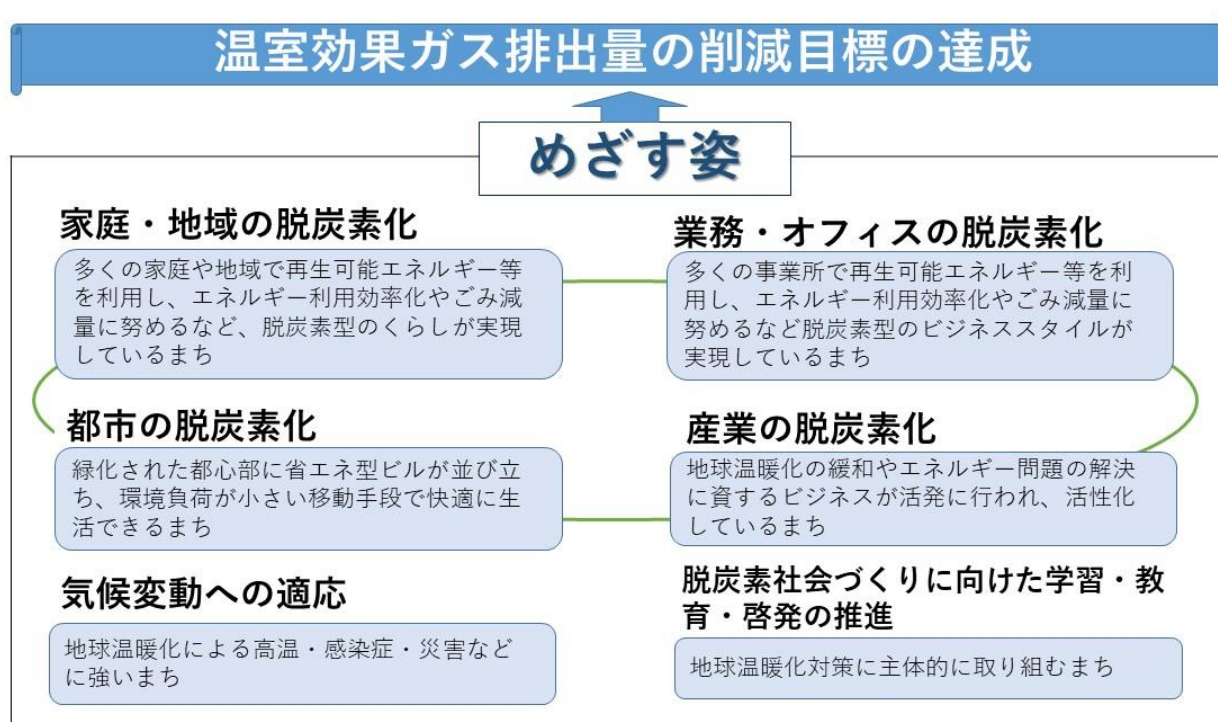 温室効果ガス排出量の削減目標の達成
めざす姿
家庭・地域の脱炭素化
多くの家庭や地域で再生可能エネルギー等
を利用し、エネルギー利用効率化やごみ減
量に努めるなど、脱炭素型のくらしが実現
しているまち
業務・オフィスの脱炭素化
多くの事業所で再生可能エネルギー等を利
用し、エネルギー利用効率化やごみ減量に
努めるなど脱炭素型のビジネススタイルが
実現しているまち
都市の脱炭素化
緑化された都心部に省エネ型ビルが並び立
ち、環境負荷が小さい移動手段で快適に生
活できるまち
産業の脱炭素化
地球温暖化の緩和やエネルギー問題の解決
に資するビジネスが活発に行われ、活性化
しているまち
気候変動への適応
地球温暖化による高温・感染症・災害など
に強いまち
脱炭素社会づくりに向けた学習・教
育・啓発の推進
地球温暖化対策に主体的に取り組むまち